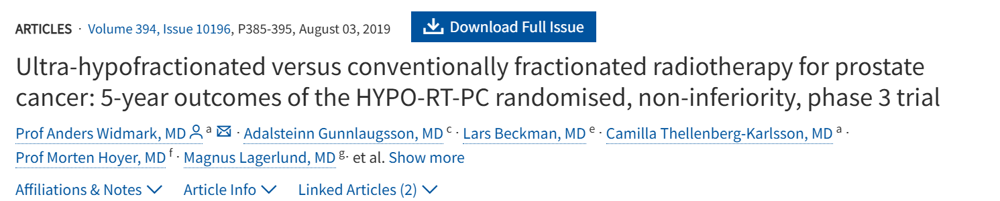 ARTICLES · Volume 394, Issue 10196, P385-395, August 03, 2019 Download Full Issue
Ultra-hypofractionated versus conventionally fractionated radiotherapy for prostate
cancer: 5-year outcomes of the HYPO-RT-PC randomised, non-inferiority, phase 3 trial
Prof Anders Widmark, MD a · Adalsteinn Gunnlaugsson, MD c · Lars Beckman, MD e · Camilla Thellenberg-Karlsson, MD a ·
Prof Morten Hoyer, MD f · Magnus Lagerlund, MD g· et al. Show more
Affiliations & Notes Article Info Linked Articles (2)